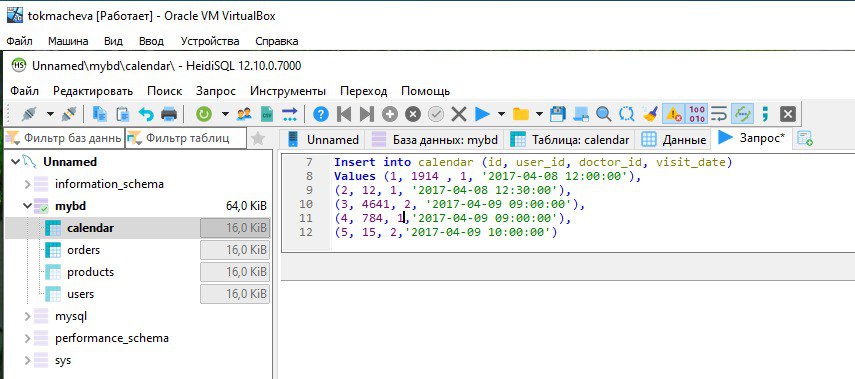 tokmacheva [Работает] - Oracle VM VirtualBox
Файл Машина Вид Ввод Устройства Справка
Unnamed\mybd\calendar\ - HeidiSQL 12.10.0.7000
Файл Редактировать Поиск Запрос Инструменты Переход Помощь
Фильтр баз данны Фильтр таблиц
Unnamed База данных: mybd Таблица: calendar Данные Запрос*
Unnamed
information_schema
mybd 64,0 KiB
calendar 16,0 KiB
orders 16,0 KiB
products 16,0 KiB
users 16,0 KiB
mysql
performance_schema
sys
7 Insert into calendar (id, user_id, doctor_id, visit_date)
8 Values (1, 1914 , 1, '2017-04-08 12:00:00'),
9 (2, 12, 1, '2017-04-08 12:30:00'),
10 (3, 4641, 2, '2017-04-09 09:00:00'),
11 (4, 784, 1,'2017-04-09 09:00:00'),
12 (5, 15, 2,'2017-04-09 10:00:00')